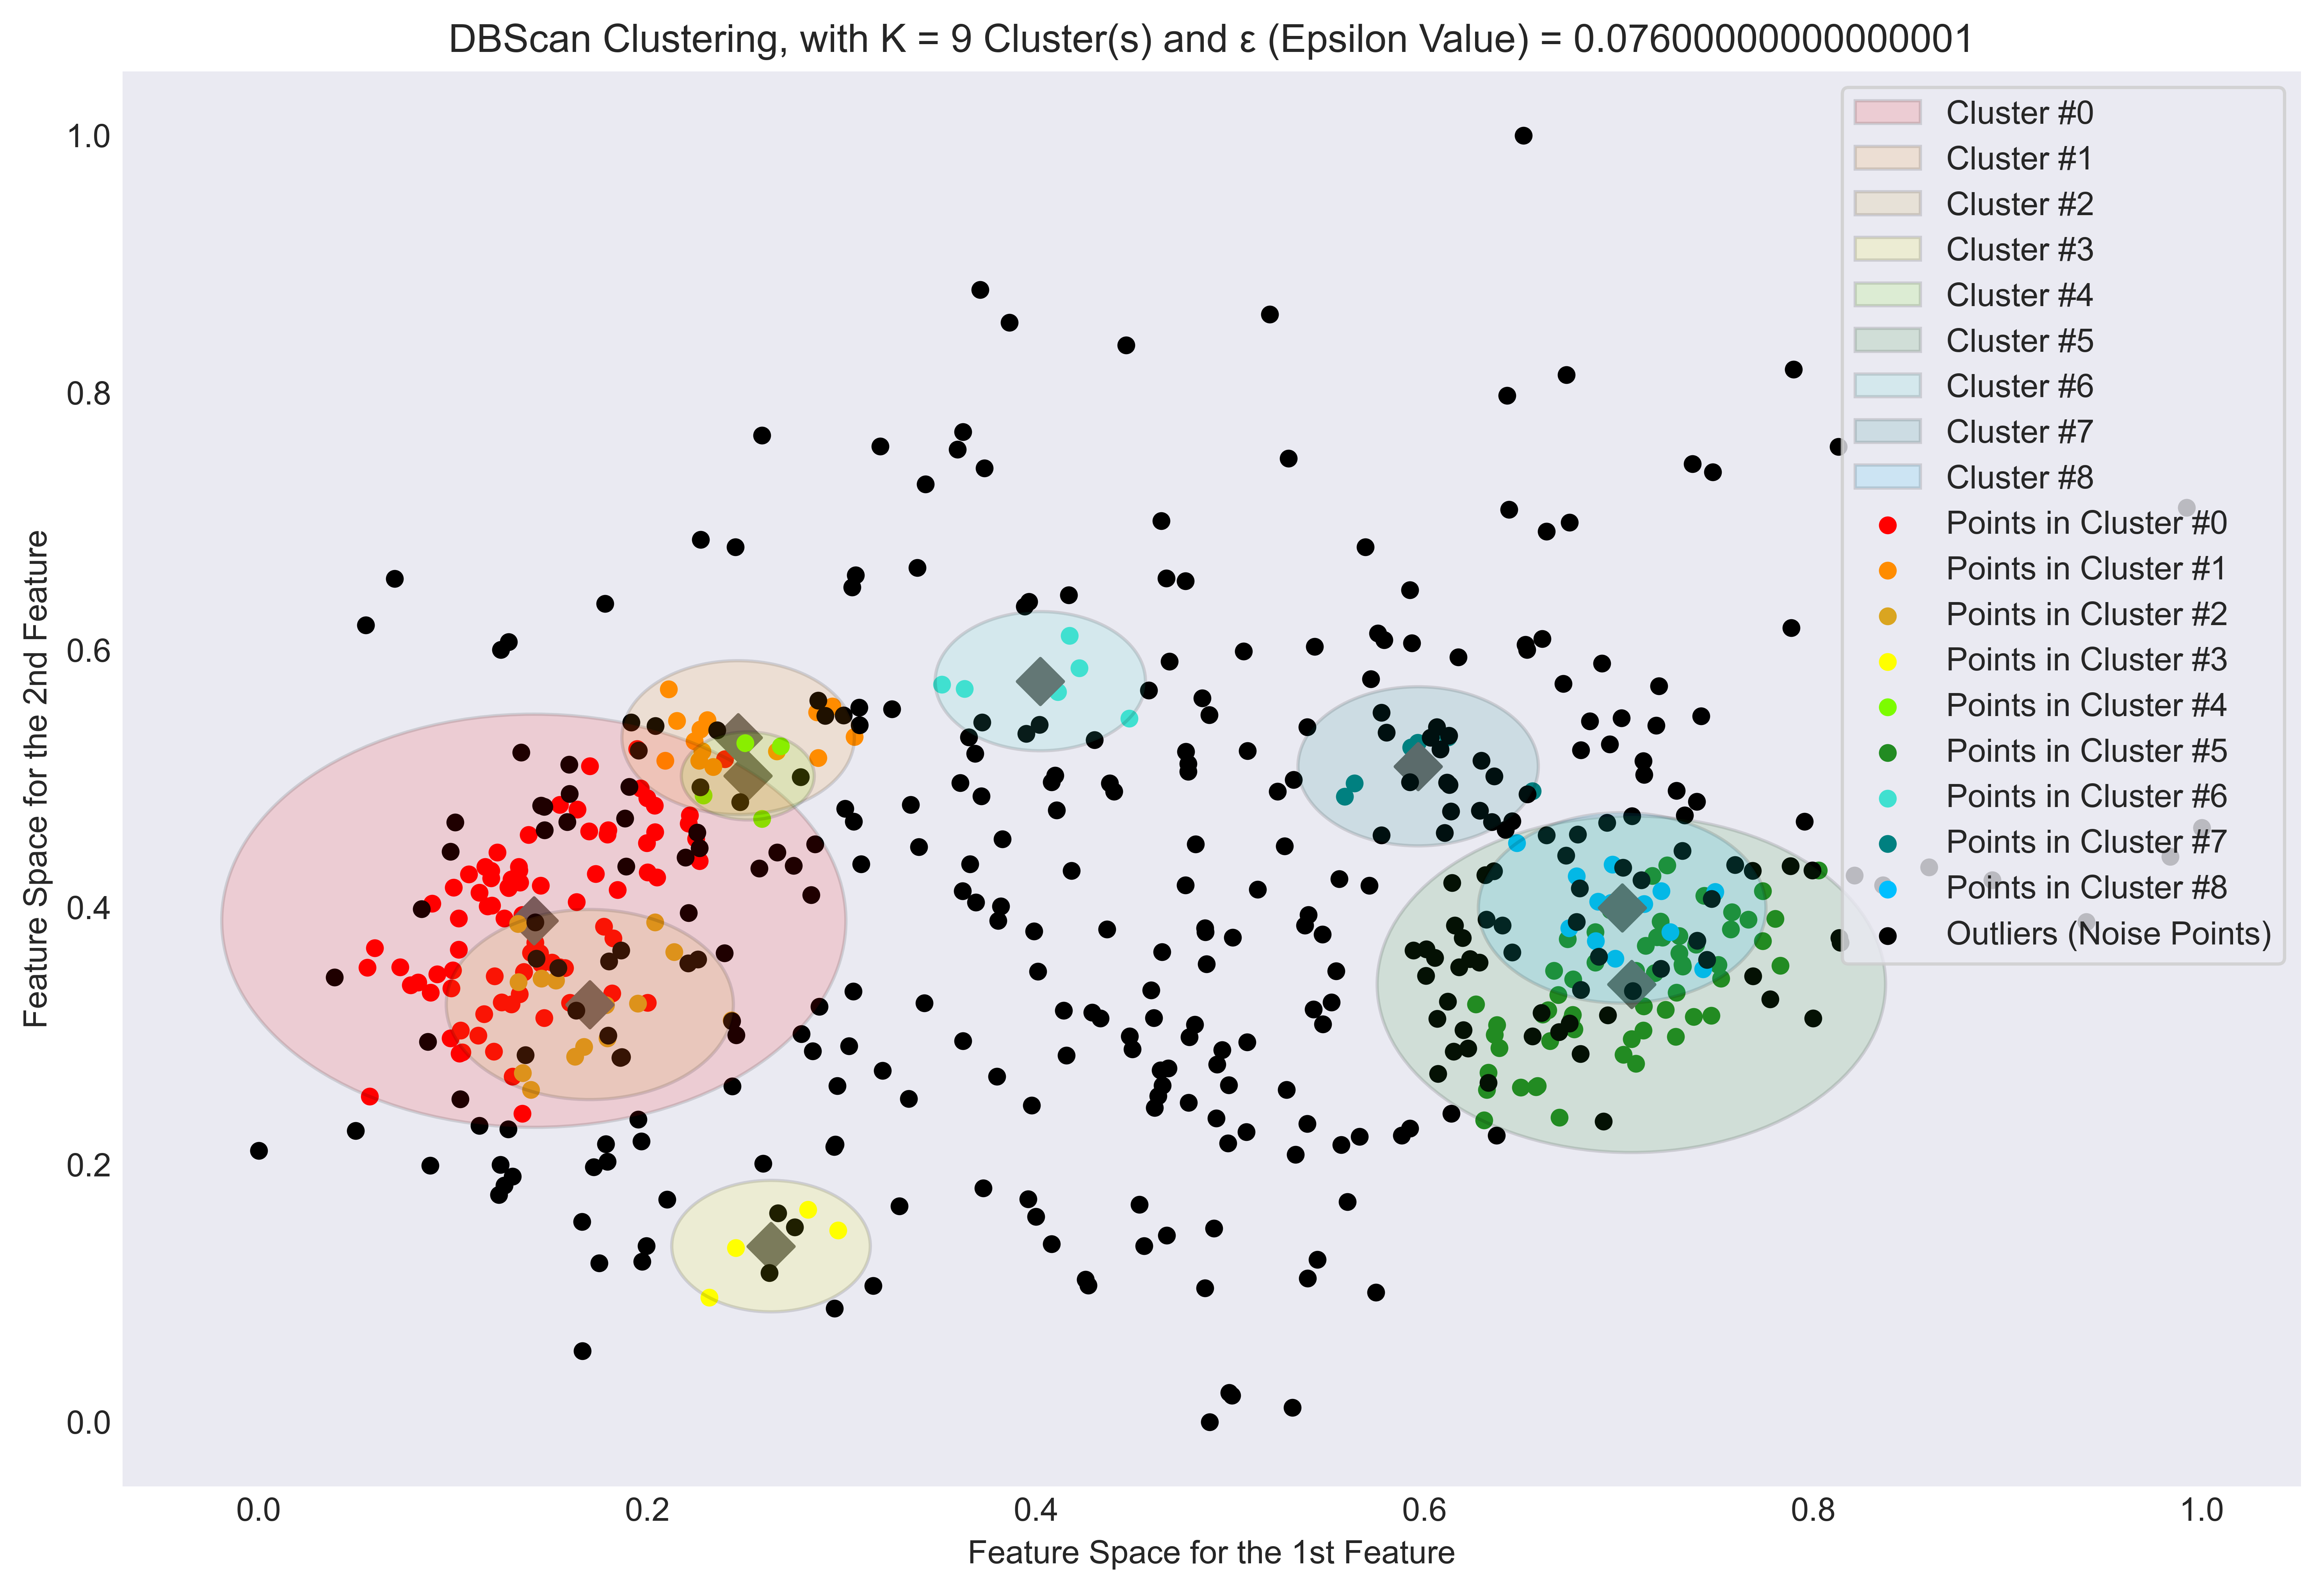 DBScan Clustering, with K = 9 Cluster(s) and ε (Epsilon Value) = 0.07600000000000001
Cluster #0
Cluster #1
Cluster #2
Cluster #3
Cluster #4
Cluster #5
Cluster #6
Cluster #7
Cluster #8
Points in Cluster #0
Points in Cluster #1
Points in Cluster #2
Points in Cluster #3
Points in Cluster #4
Points in Cluster #5
Points in Cluster #6
Points in Cluster #7
Points in Cluster #8
Outliers (Noise Points)
1.0
0.8
0.6
0.4
0.2
0.0
Feature Space for the 2nd Feature
0.0
0.2
0.4
0.6
0.8
1.0
Feature Space for the 1st Feature